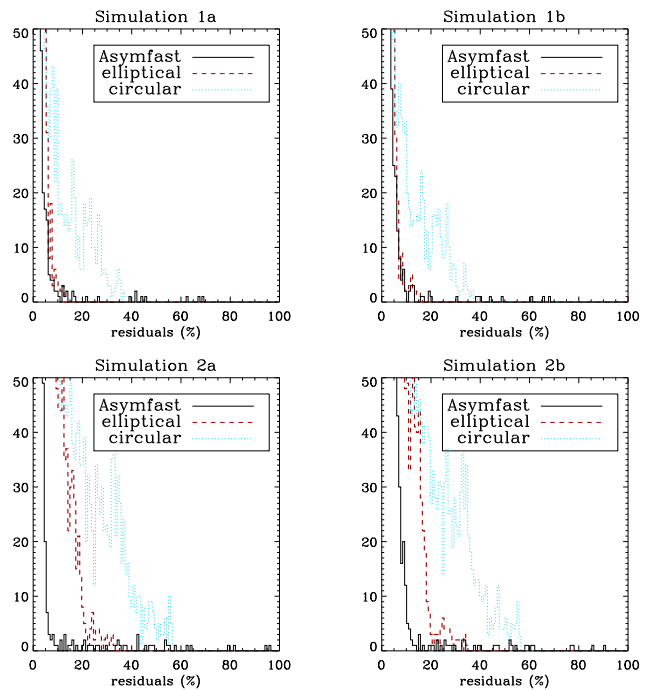 Simulation 1a
50
40
30
20
10
0
Asymfast
elliptical
circular
0 20 40 60 80 100
residuals (%)
Simulation 1b
50
40
30
20
10
0
Asymfast
elliptical
circular
0 20 40 60 80 100
residuals (%)
Simulation 2a
50
40
30
20
10
0
Asymfast
elliptical
circular
0 20 40 60 80 100
residuals (%)
Simulation 2b
50
40
30
20
10
0
Asymfast
elliptical
circular
0 20 40 60 80 100
residuals (%)